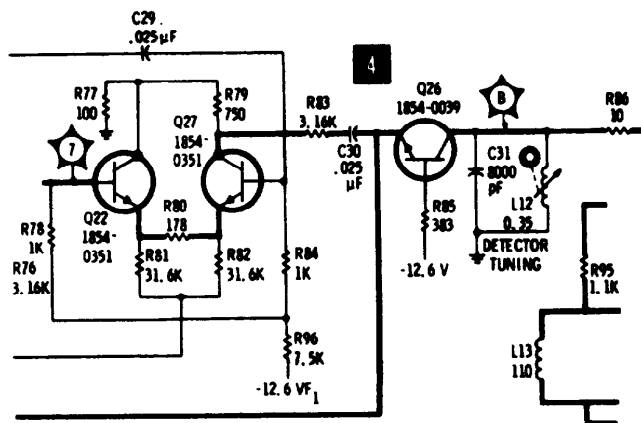 C29
.025µF
4
R77
100
R79
750
Q27
1854-
0351
R83
3.16K
C30
.025
µF
Q26
1854-0039
B
R86
10
7
R78
1K
R76
3.16K
Q22
1854-
0351
R80
178
R81
31.6K
R82
31.6K
R84
1K
R85
383
-12.6 V
C31
8000
pF
L12
0.35
DETECTOR
TUNING
R95
1.1K
R96
7.5K
-12.6 VF1
L13
110